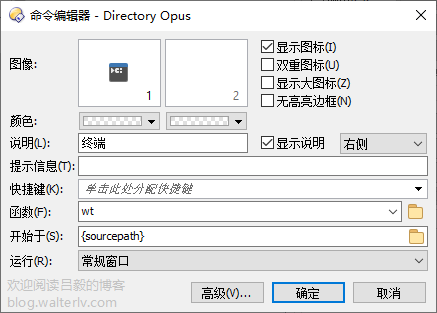 命令编辑器 - Directory Opus
图像:
1
2
显示图标(I)
双重图标(U)
显示大图标(Z)
无高亮边框(N)
颜色:
说明(L): 终端 显示说明 右侧
提示信息(T):
快捷键(K): 单击此处分配快捷键
函数(F): wt
开始于(S): {sourcepath}
运行(R): 常规窗口
欢迎阅读吕毅的博客
blog.walterlv.com
高级(V)... 确定 取消